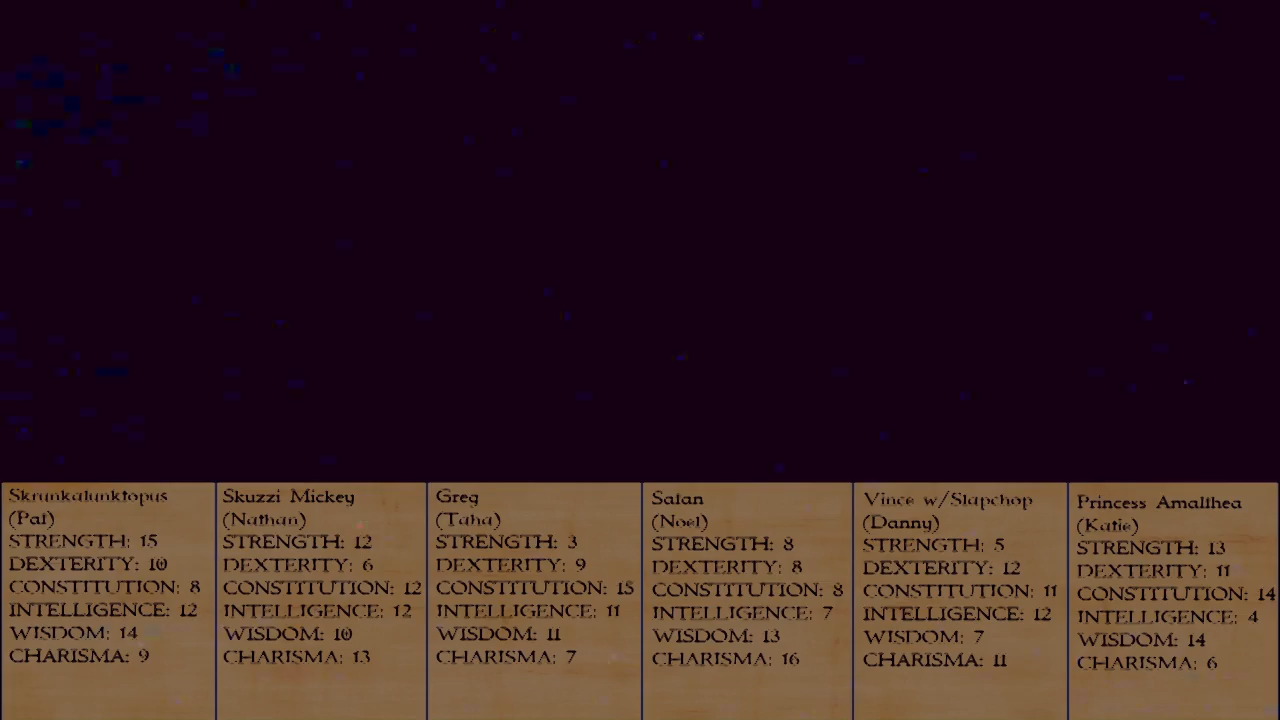 Skrunkalunktopus
(Pat)
STRENGTH: 15
DEXTERITY: 10
CONSTITUTION: 8
INTELLIGENCE: 12
WISDOM: 14
CHARISMA: 9
Skuzzi Mickey
(Nathan)
STRENGTH: 12
DEXTERITY: 6
CONSTITUTION: 12
INTELLIGENCE: 12
WISDOM: 10
CHARISMA: 13
Greg
(Taha)
STRENGTH: 3
DEXTERITY: 9
CONSTITUTION: 15
INTELLIGENCE: 11
WISDOM: 11
CHARISMA: 7
Satan
(Noel)
STRENGTH: 8
DEXTERITY: 8
CONSTITUTION: 8
INTELLIGENCE: 7
WISDOM: 13
CHARISMA: 16
Vince w/Slapchop
(Danny)
STRENGTH: 5
DEXTERITY: 12
CONSTITUTION: 11
INTELLIGENCE: 12
WISDOM: 7
CHARISMA: 11
Princess Amalthea
(Katie)
STRENGTH: 13
DEXTERITY: 11
CONSTITUTION: 14
INTELLIGENCE: 4
WISDOM: 14
CHARISMA: 6